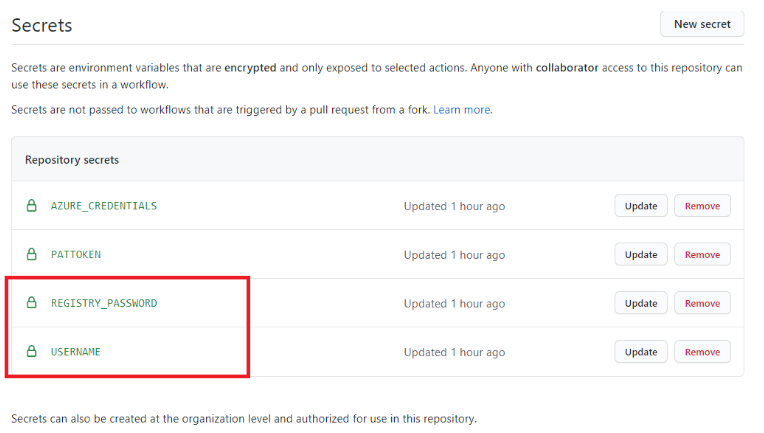 Secrets
New secret
Secrets are environment variables that are encrypted and only exposed to selected actions. Anyone with collaborator access to this repository can
use these secrets in a workflow.
Secrets are not passed to workflows that are triggered by a pull request from a fork. Learn more.
Repository secrets
AZURE_CREDENTIALS Updated 1 hour ago Update Remove
PATTOKEN Updated 1 hour ago Update Remove
REGISTRY_PASSWORD Updated 1 hour ago Update Remove
USERNAME Updated 1 hour ago Update Remove
Secrets can also be created at the organization level and authorized for use in this repository.